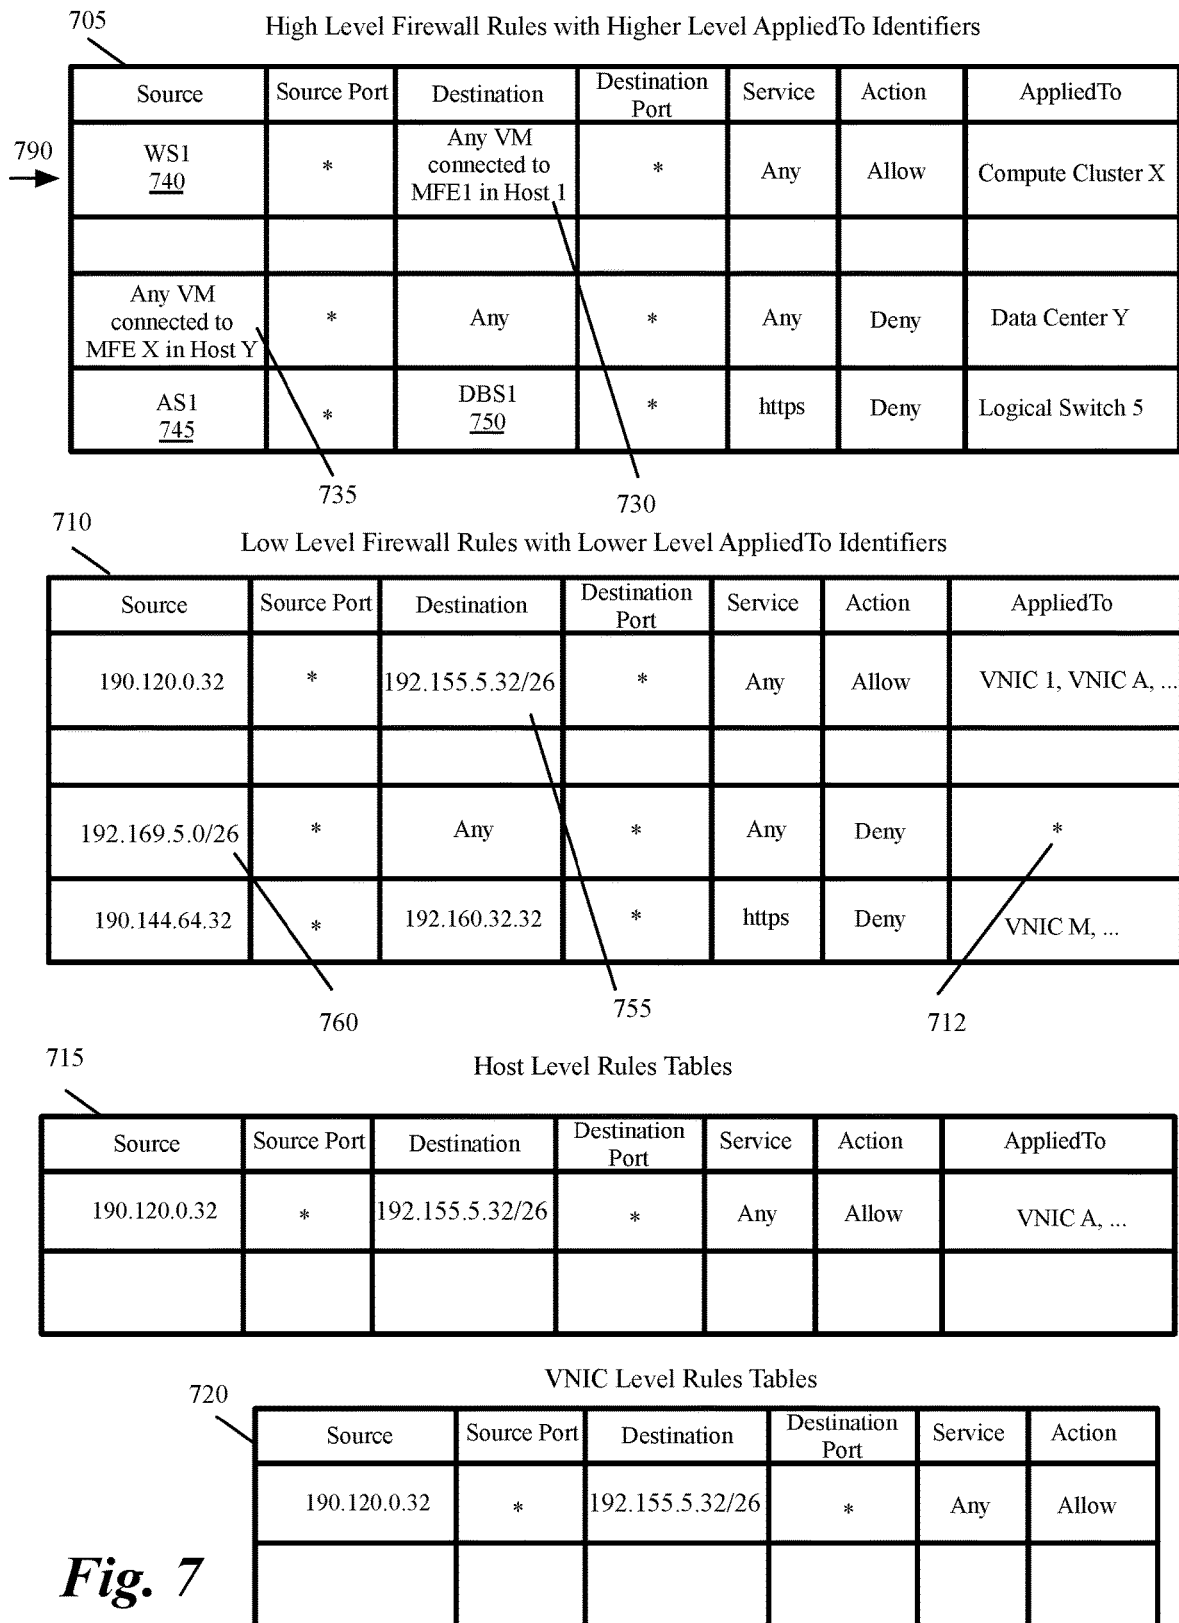 705
High Level Firewall Rules with Higher Level AppliedTo Identifiers
Source Source Port Destination Destination Port Service Action AppliedTo
790
WS1 740 * Any VM connected to MFE1 in Host 1 * Any Allow Compute Cluster X
Any VM connected to MFE X in Host Y * Any * Any Deny Data Center Y
AS1 745 * DBS1 750 * https Deny Logical Switch 5
735
730
710
Low Level Firewall Rules with Lower Level AppliedTo Identifiers
Source Source Port Destination Destination Port Service Action AppliedTo
190.120.0.32 * 192.155.5.32/26 * Any Allow VNIC 1, VNIC A, ...
192.169.5.0/26 * Any * Any Deny *
190.144.64.32 * 192.160.32.32 * https Deny VNIC M, ...
760
755
712
715
Host Level Rules Tables
Source Source Port Destination Destination Port Service Action AppliedTo
190.120.0.32 * 192.155.5.32/26 * Any Allow VNIC A, ...
720
VNIC Level Rules Tables
Source Source Port Destination Destination Port Service Action
190.120.0.32 * 192.155.5.32/26 * Any Allow
Fig. 7